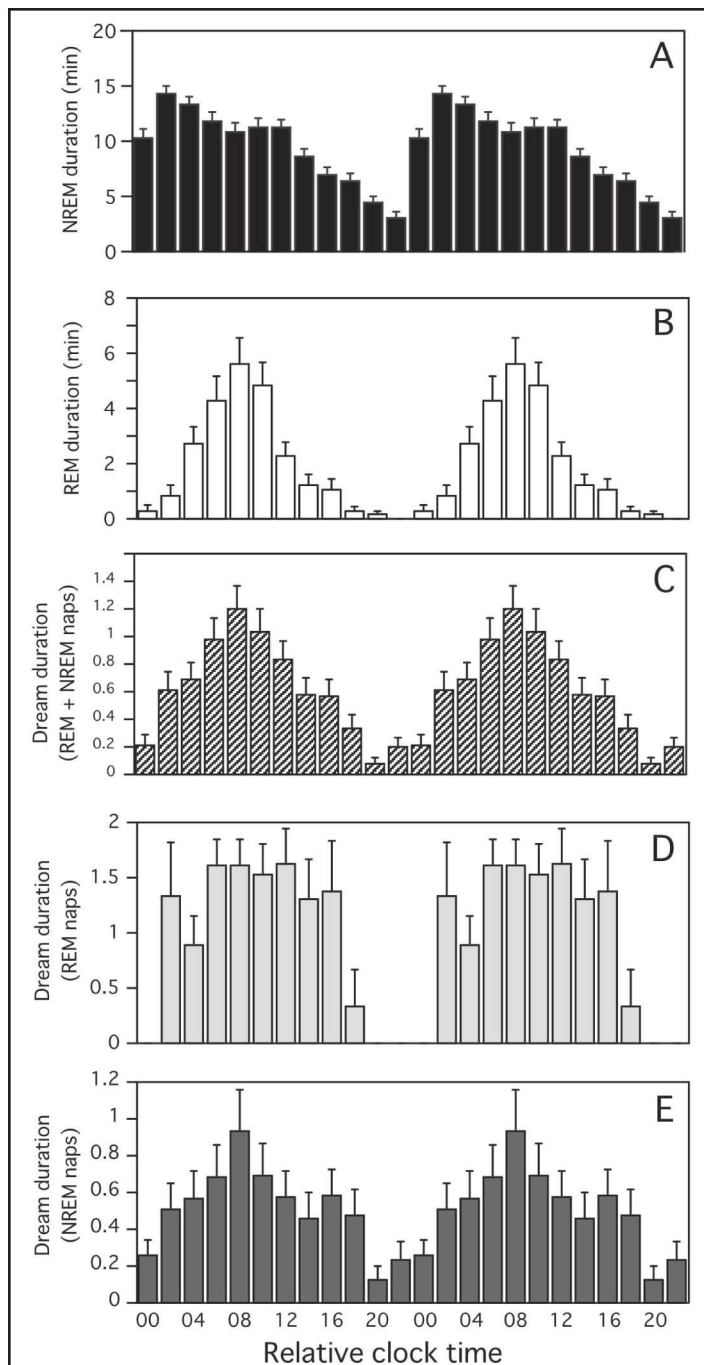 A
NREM duration (min)
20
15
10
5
0
B
REM duration (min)
8
6
4
2
0
C
Dream duration
(REM + NREM naps)
1.4
1.2
1
0.8
0.6
0.4
0.2
0
D
Dream duration
(REM naps)
2
1.5
1
0.5
0
E
Dream duration
(NREM naps)
1.2
1
0.8
0.6
0.4
0.2
0
00 04 08 12 16 20 00 04 08 12 16 20
Relative clock time